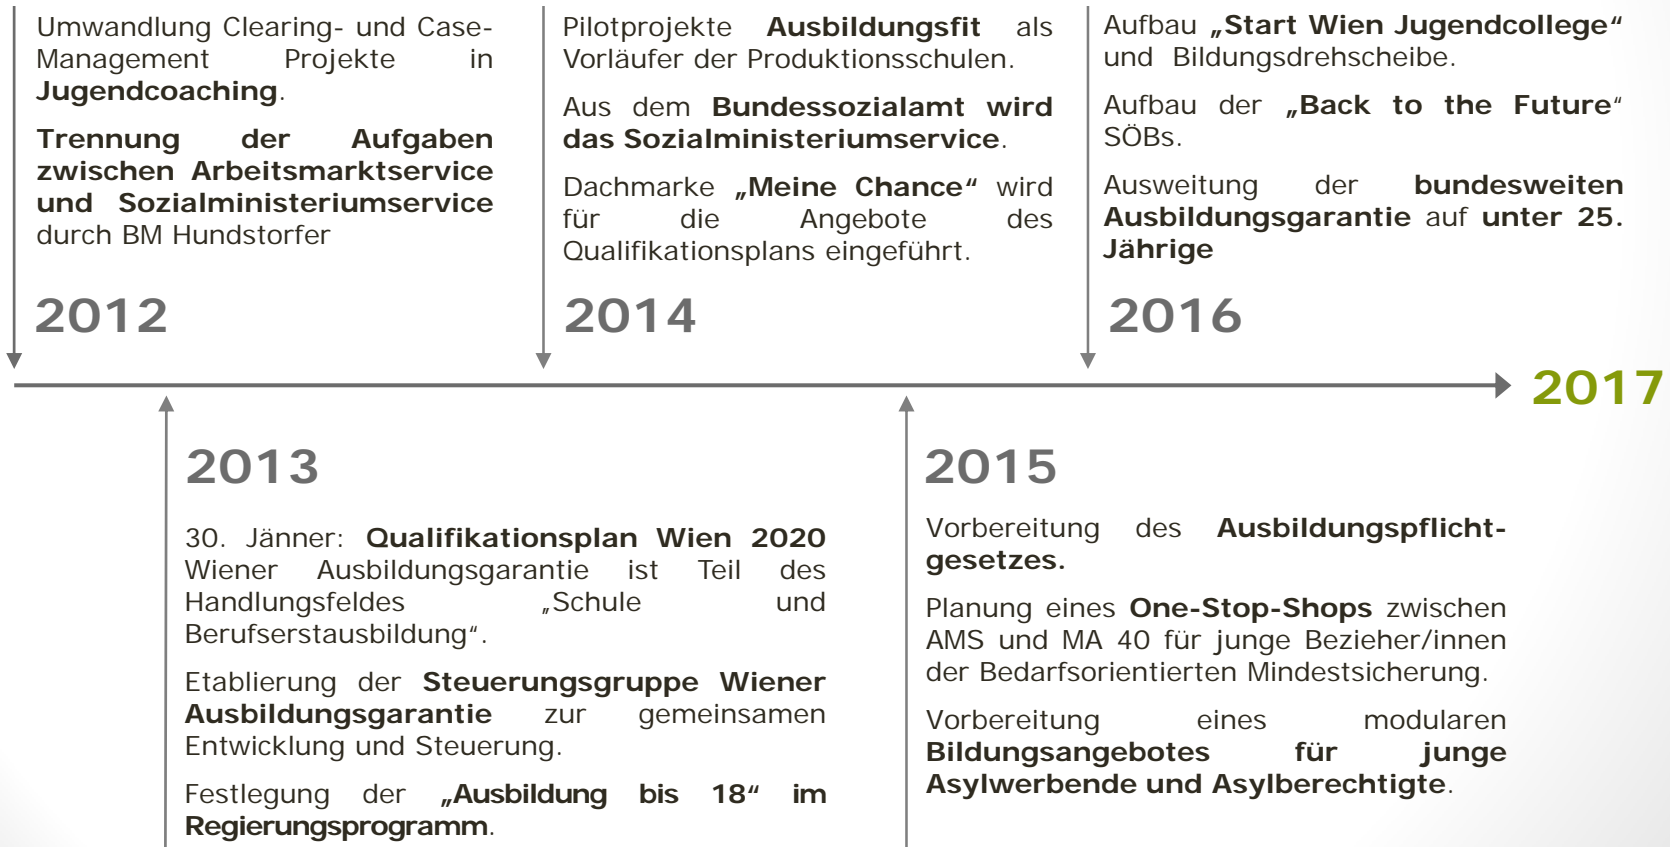 Umwandlung Clearing- und Case-
Management Projekte in
Jugendcoaching.
Trennung der Aufgaben
zwischen Arbeitsmarktservice
und Sozialministeriumservice
durch BM Hundstorfer
2012
Pilotprojekte Ausbildungsfit als
Vorläufer der Produktionsschulen.
Aus dem Bundessozialamt wird
das Sozialministeriumservice.
Dachmarke „Meine Chance“ wird
für die Angebote des
Qualifikationsplans eingeführt.
2014
Aufbau „Start Wien Jugendcollege“
und Bildungsdrehscheibe.
Aufbau der „Back to the Future“
SÖBs.
Ausweitung der bundesweiten
Ausbildungsgarantie auf unter 25.
Jährige
2016
2017
2013
30. Jänner: Qualifikationsplan Wien 2020
Wiener Ausbildungsgarantie ist Teil des
Handlungsfeldes „Schule und
Berufserstausbildung“.
Etablierung der Steuerungsgruppe Wiener
Ausbildungsgarantie zur gemeinsamen
Entwicklung und Steuerung.
Festlegung der „Ausbildung bis 18“ im
Regierungsprogramm.
2015
Vorbereitung des Ausbildungspflicht-
gesetzes.
Planung eines One-Stop-Shops zwischen
AMS und MA 40 für junge Bezieher/innen
der Bedarfsorientierten Mindestsicherung.
Vorbereitung eines modularen
Bildungsangebotes für junge
Asylwerbende und Asylberechtigte.